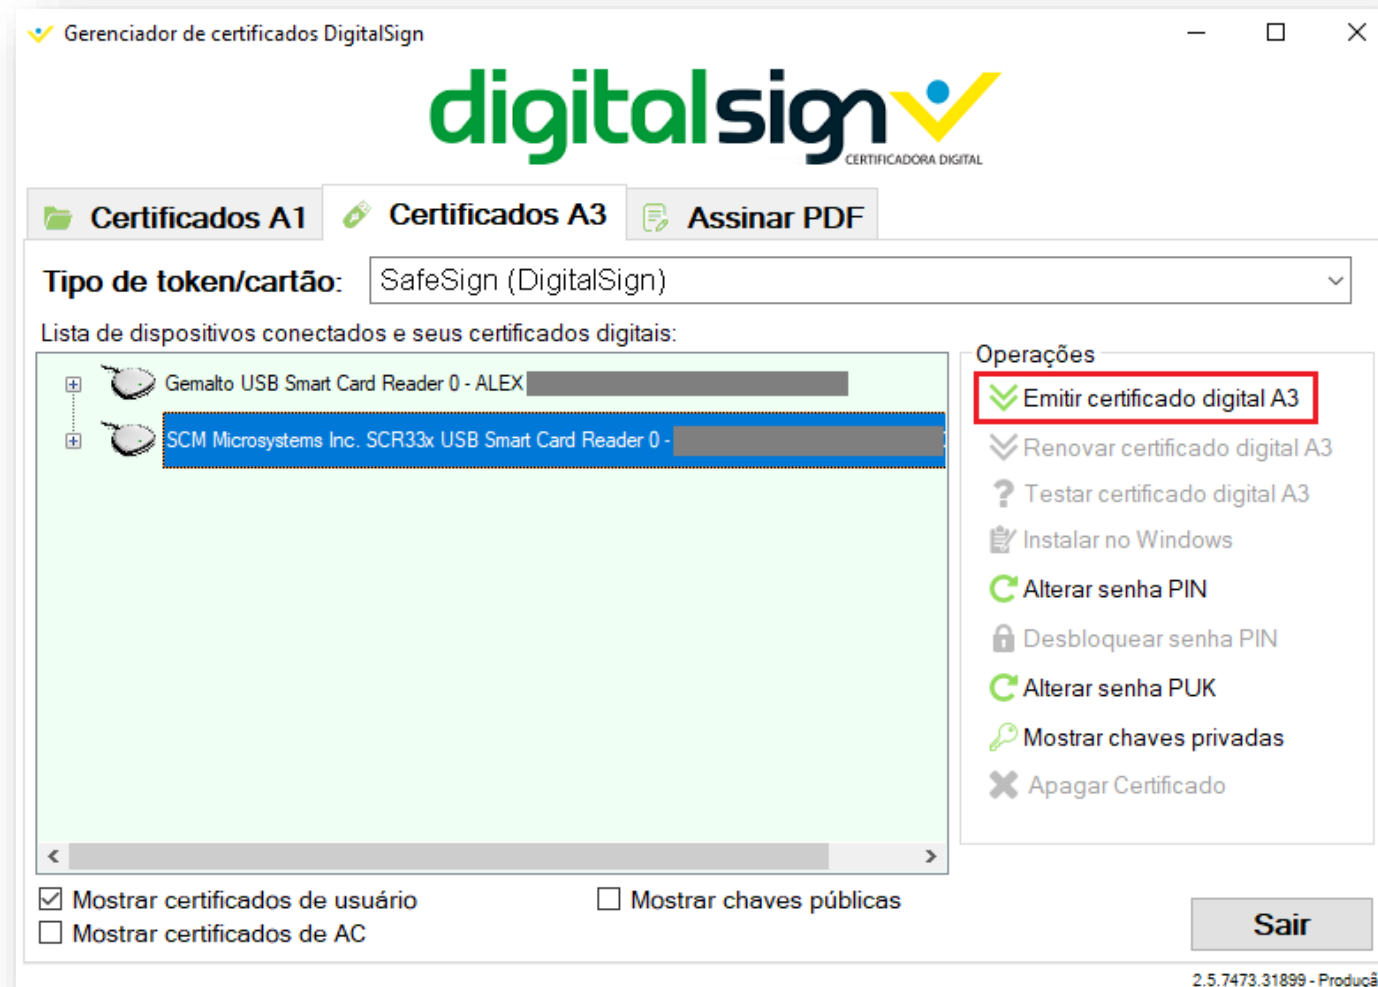 Gerenciador de certificados DigitalSign
digitalsign
CERTIFICADORA DIGITAL
Certificados A1
Certificados A3
Assinar PDF
Tipo de token/cartão:
SafeSign (DigitalSign)
Lista de dispositivos conectados e seus certificados digitais:
Gemalto USB Smart Card Reader 0 - ALEX
SCM Microsystems Inc. SCR33x USB Smart Card Reader 0 -
Operações
Emitir certificado digital A3
Renovar certificado digital A3
Testar certificado digital A3
Instalar no Windows
Alterar senha PIN
Desbloquear senha PIN
Alterar senha PUK
Mostrar chaves privadas
Apagar Certificado
Mostrar certificados de usuário
Mostrar chaves públicas
Mostrar certificados de AC
Sair
2.5.7473.31899 - Produçã